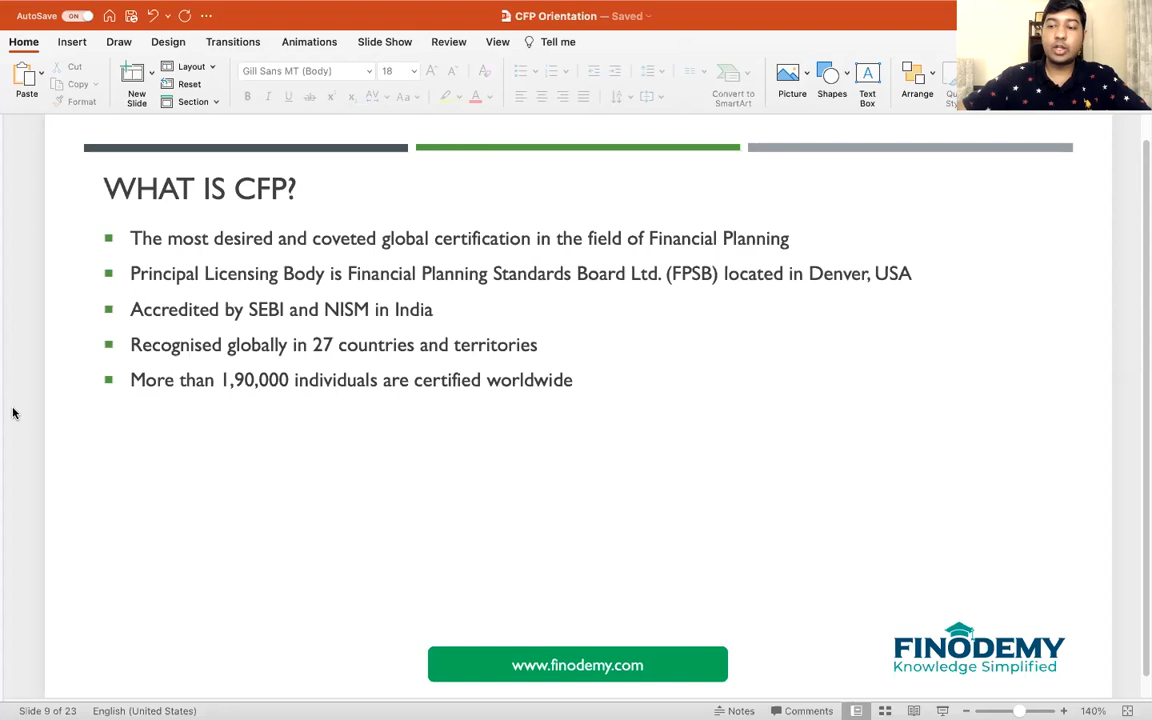 AutoSave ON
CFP Orientation — Saved
Home Insert Draw Design Transitions Animations Slide Show Review View Tell me
Paste
Cut
Copy
Format
New Slide
Layout
Reset
Section
Gill Sans MT (Body) 18
Convert to SmartArt
Picture
Shapes
Text Box
Arrange
WHAT IS CFP?
The most desired and coveted global certification in the field of Financial Planning
Principal Licensing Body is Financial Planning Standards Board Ltd. (FPSB) located in Denver, USA
Accredited by SEBI and NISM in India
Recognised globally in 27 countries and territories
More than 1,90,000 individuals are certified worldwide
www.finodemy.com
FINODEMY
Knowledge Simplified
Slide 9 of 23 English (United States) Notes Comments 140%